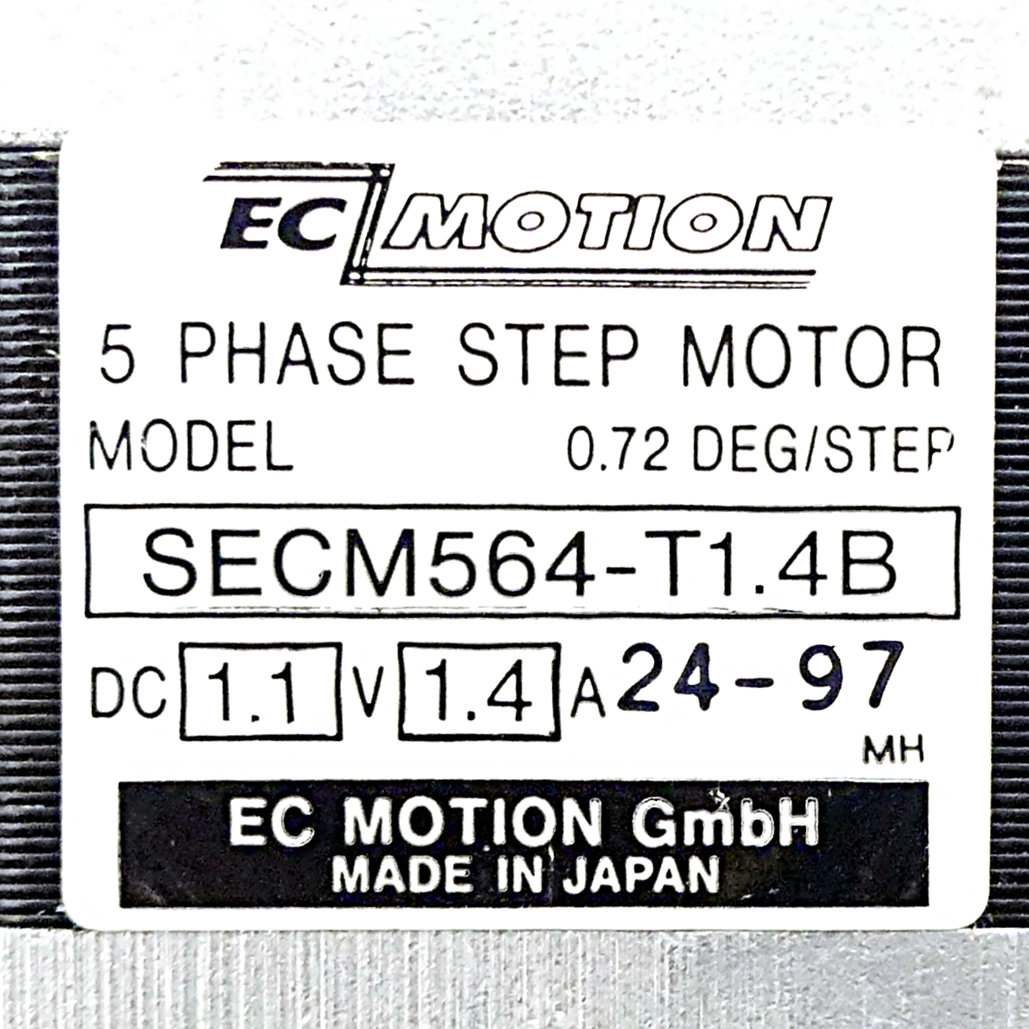 EC MOTION
5 PHASE STEP MOTOR
MODEL 0.72 DEG/STEP
SECM564-T1.4B
DC 1.1 V 1.4 A 24-97
MH
EC MOTION GmbH
MADE IN JAPAN